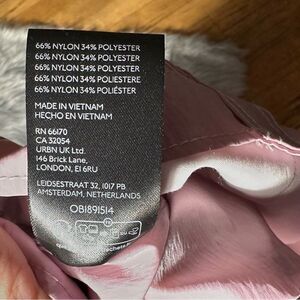 66% NYLON 34% POLYESTER
66% NYLON 34% POLYESTER
66% NYLON 34% POLYESTER
66% NYLON 34% POLIESTERE
66% NYLON 34% POLIÉSTER
MADE IN VIETNAM
HECHO EN VIETNAM
RN 66170
CA 32054
URBN UK Ltd.
146 Brick Lane,
LONDON, E1 6RU
LEIDSESTRAAT 32, 1017 PB
AMSTERDAM, NETHERLANDS
OB1891514